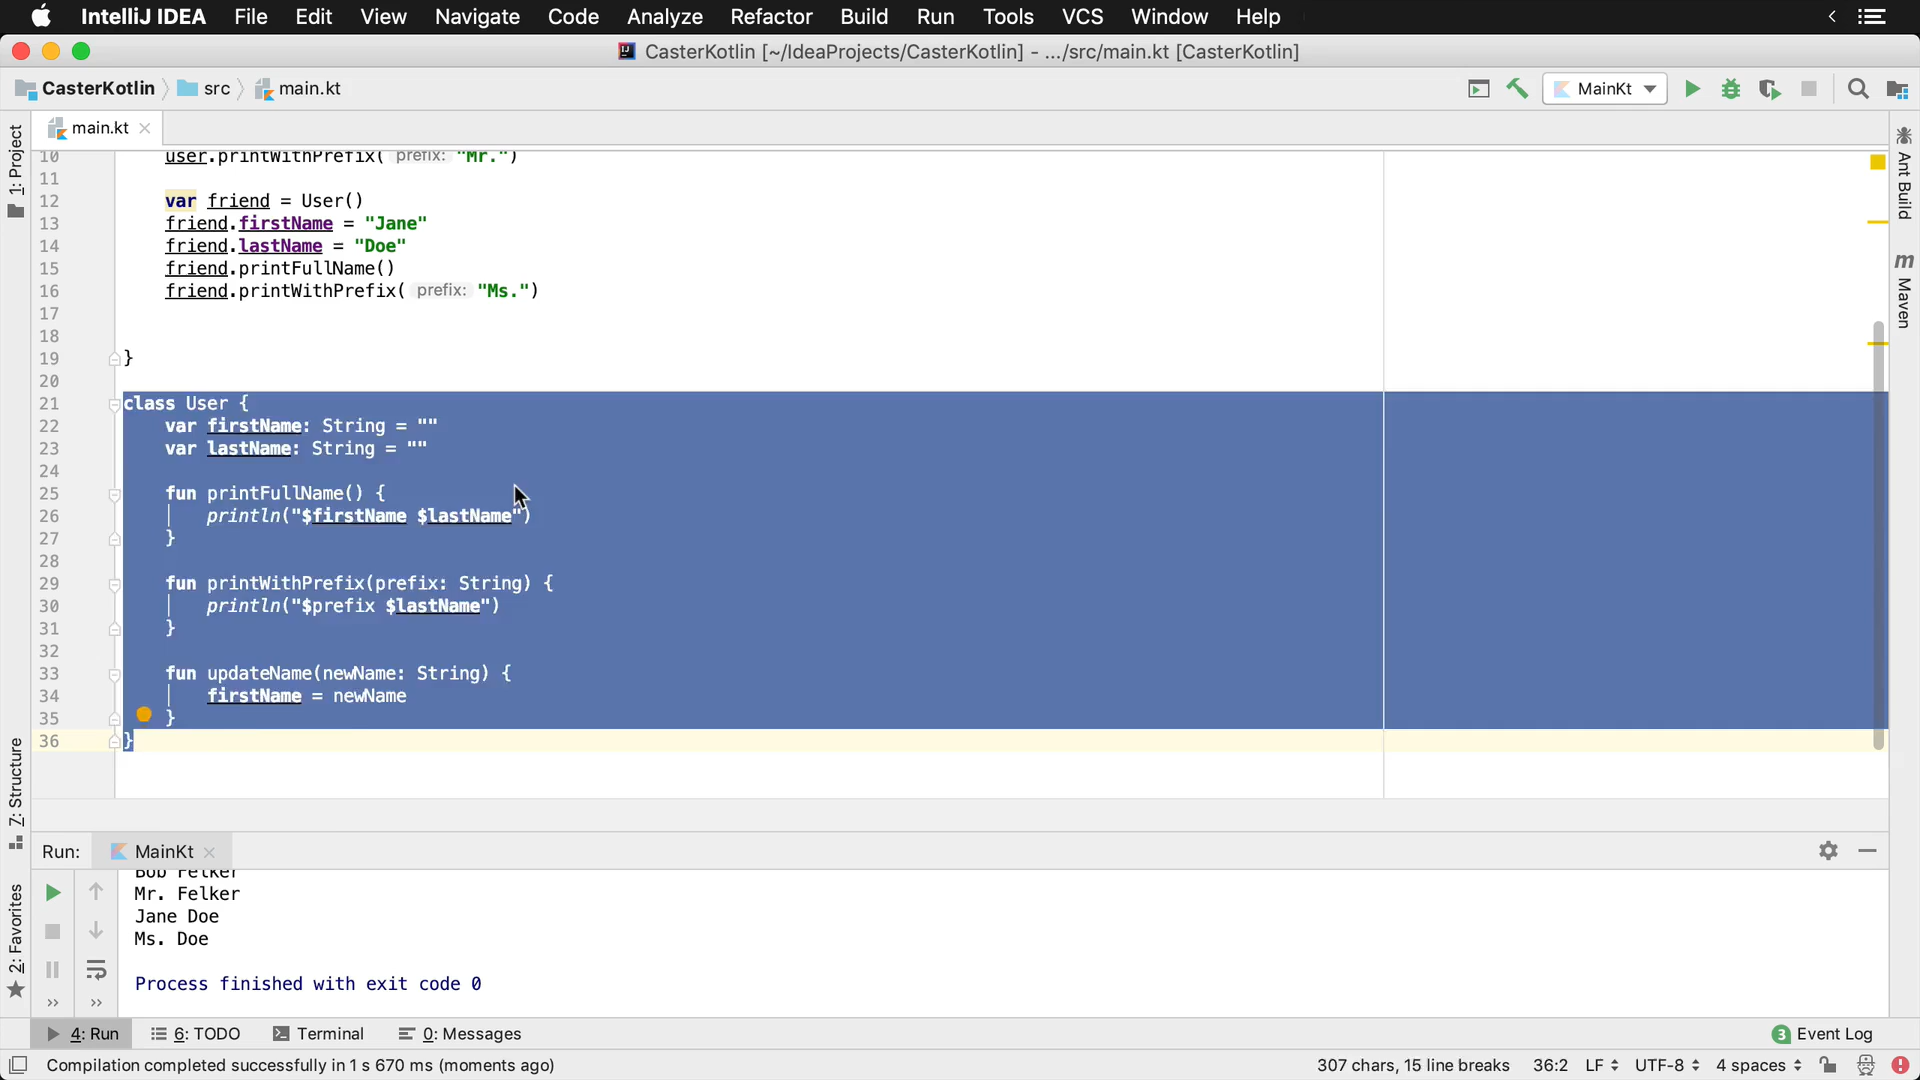 IntelliJ IDEA File Edit View Navigate Code Analyze Refactor Build Run Tools VCS Window Help
CasterKotlin [~/IdeaProjects/CasterKotlin] - .../src/main.kt [CasterKotlin]
CasterKotlin src main.kt MainKt
main.kt
1: Project
Z: Structure
2: Favorites
Ant Build
m Maven
10 user.printWithPrefix( prefix: "Mr.")
11
12 var friend = User()
13 friend.firstName = "Jane"
14 friend.lastName = "Doe"
15 friend.printFullName()
16 friend.printWithPrefix( prefix: "Ms.")
17
18
19 }
20
21 class User {
22 var firstName: String = ""
23 var lastName: String = ""
24
25 fun printFullName() {
26 println("$firstName $lastName")
27 }
28
29 fun printWithPrefix(prefix: String) {
30 println("$prefix $lastName")
31 }
32
33 fun updateName(newName: String) {
34 firstName = newName
35 }
36 }
Run: MainKt
Bob Felker
Mr. Felker
Jane Doe
Ms. Doe
Process finished with exit code 0
4: Run 6: TODO Terminal 0: Messages 3 Event Log
Compilation completed successfully in 1 s 670 ms (moments ago) 307 chars, 15 line breaks 36:2 LF UTF-8 4 spaces